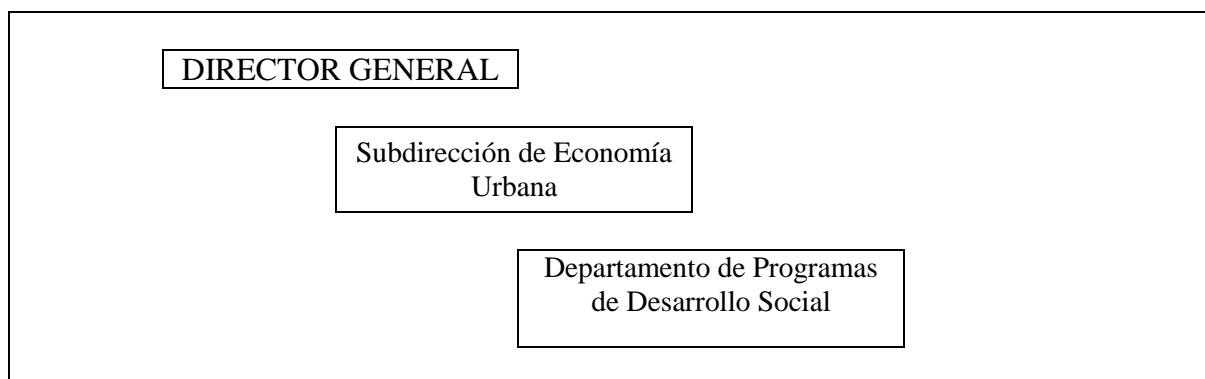 DIRECTOR GENERAL
Subdirección de Economía
Urbana
Departamento de Programas
de Desarrollo Social